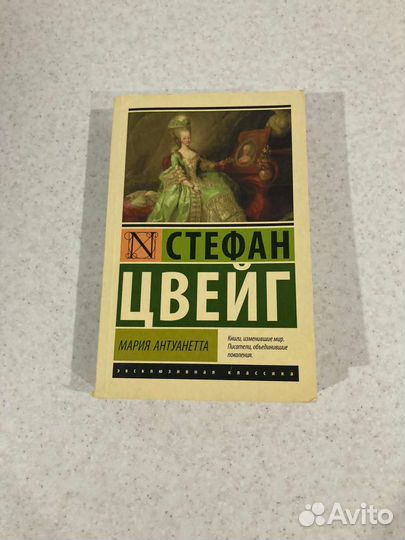 N СТЕФАН
ЦВЕЙГ
МАРИЯ АНТУАНЕТТА
Книги, изменившие мир.
Писатели, объединившие
поколения.
эксклюзивная классика
Avito